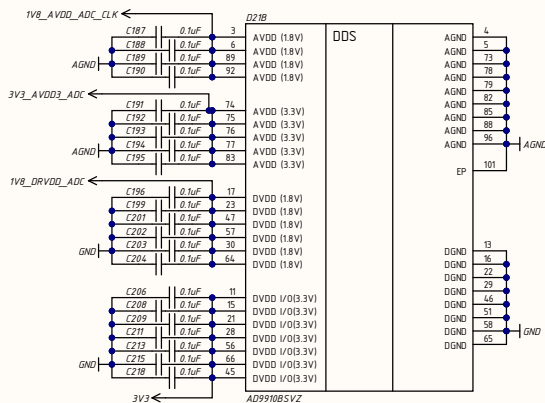 D21B
1V8_AVDD_ADC_CLK
DDS
C187 0.1uF 3 AVDD (1.8V) AGND 4
C188 0.1uF 6 AVDD (1.8V) AGND 5
C189 0.1uF 89 AVDD (1.8V) AGND 73
AGND C190 0.1uF 92 AVDD (1.8V) AGND 78
AGND 79
3V3_AVDD3_ADC
AGND 82
C191 0.1uF 74 AVDD (3.3V) AGND 85
C192 0.1uF 75 AVDD (3.3V) AGND 88
C193 0.1uF 76 AVDD (3.3V) AGND 96 AGND
AGND C194 0.1uF 77 AVDD (3.3V)
C195 0.1uF 83 AVDD (3.3V) EP 101
1V8_DRVDD_ADC
C196 0.1uF 17 DVDD (1.8V)
C199 0.1uF 23 DVDD (1.8V)
C201 0.1uF 47 DVDD (1.8V)
C202 0.1uF 57 DVDD (1.8V)
GND C203 0.1uF 30 DVDD (1.8V) DGND 13
C204 0.1uF 64 DVDD (1.8V) DGND 16
DGND 22
DGND 29
C206 0.1uF 11 DVDD I/O(3.3V) DGND 46
C208 0.1uF 15 DVDD I/O(3.3V) DGND 51
C209 0.1uF 21 DVDD I/O(3.3V) DGND 58 GND
C211 0.1uF 28 DVDD I/O(3.3V) DGND 65
C213 0.1uF 56 DVDD I/O(3.3V)
GND C215 0.1uF 66 DVDD I/O(3.3V)
C218 0.1uF 45 DVDD I/O(3.3V)
3V3
AD9910BSVZ